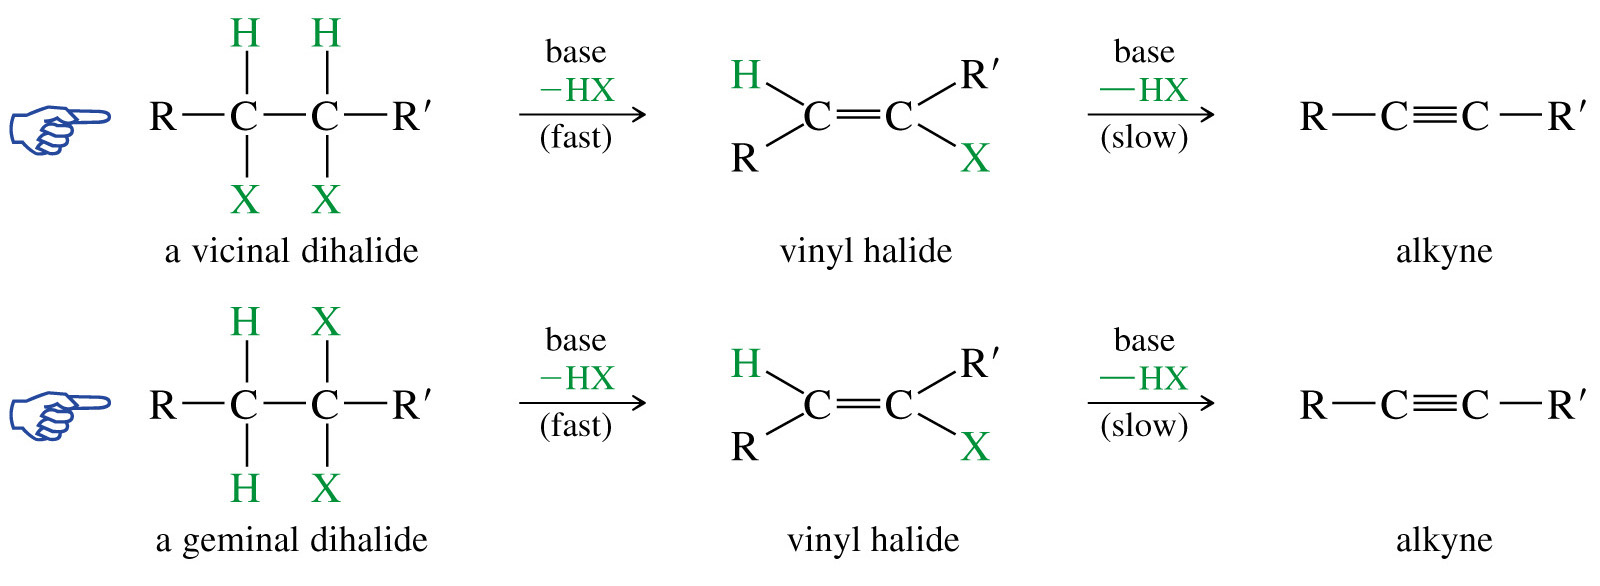 H H
base base
−HX —HX
R—C—C—R′ (fast) C=C (slow) R—C≡C—R′
H R′
R X
X X
a vicinal dihalide vinyl halide alkyne
H X
base base
−HX —HX
R—C—C—R′ (fast) C=C (slow) R—C≡C—R′
H R′
R X
H X
a geminal dihalide vinyl halide alkyne